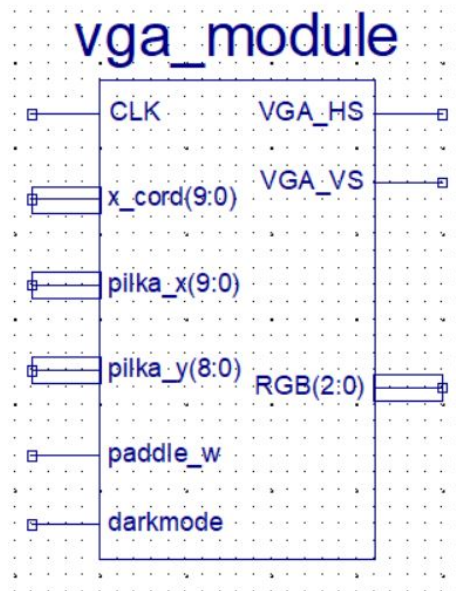 vga_module
CLK
VGA_HS
x_cord(9:0)
VGA_VS
pilka_x(9:0)
pilka_y(8:0)
RGB(2:0)
paddle_w
darkmode